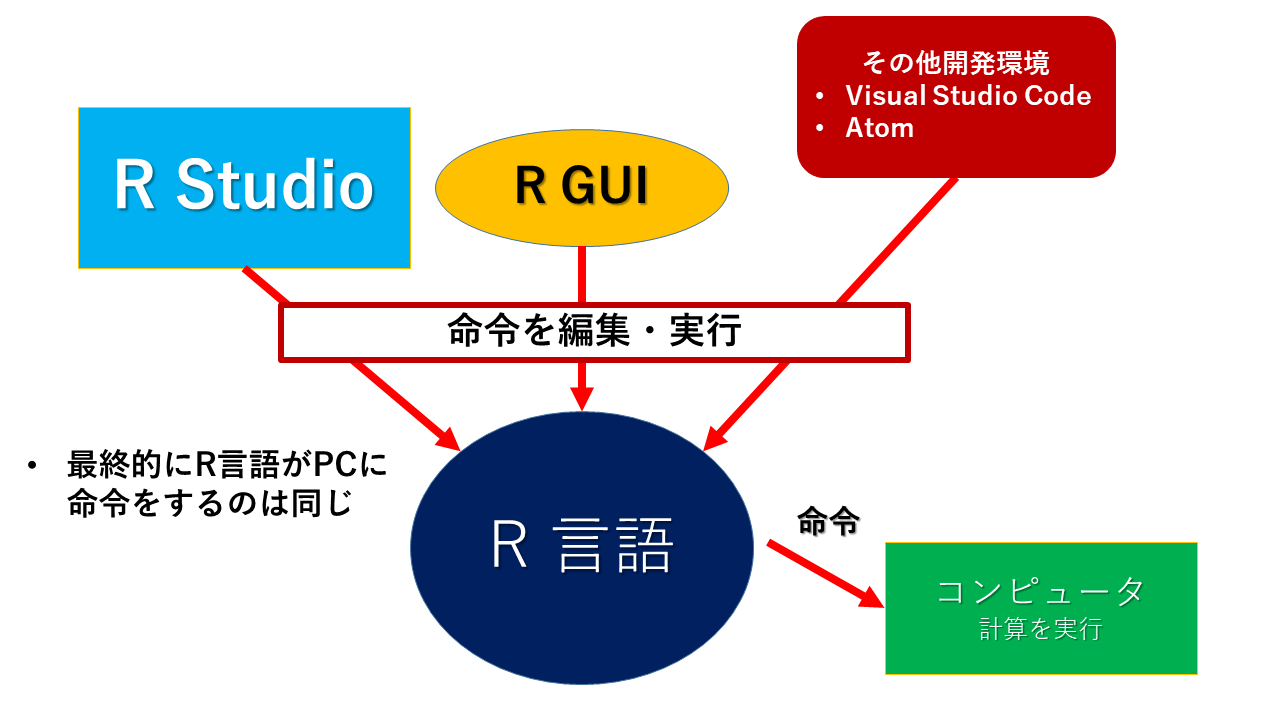 その他開発環境
• Visual Studio Code
• Atom
R Studio
R GUI
命令を編集・実行
• 最終的にR言語がPCに
命令をするのは同じ
R 言語
命令
コンピュータ
計算を実行